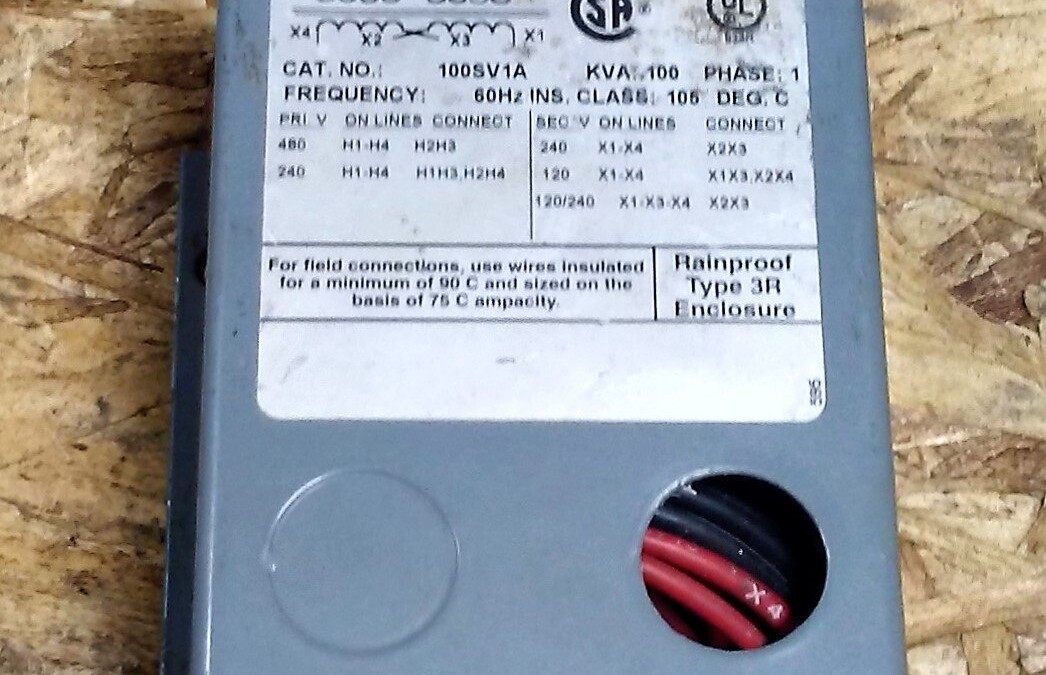 X4 X2 X3 X1
CAT. NO.: 100SV1A KVA: .100 PHASE: 1
FREQUENCY: 60Hz INS. CLASS: 105 DEG. C
PRI. V ON LINES CONNECT
480 H1-H4 H2H3
240 H1-H4 H1H3,H2H4
SEC V ON LINES CONNECT
240 X1-X4 X2X3
120 X1-X4 X1X3,X2X4
120/240 X1-X3-X4 X2X3
For field connections, use wires insulated
for a minimum of 90 C and sized on the
basis of 75 C ampacity.
Rainproof
Type 3R
Enclosure
X4